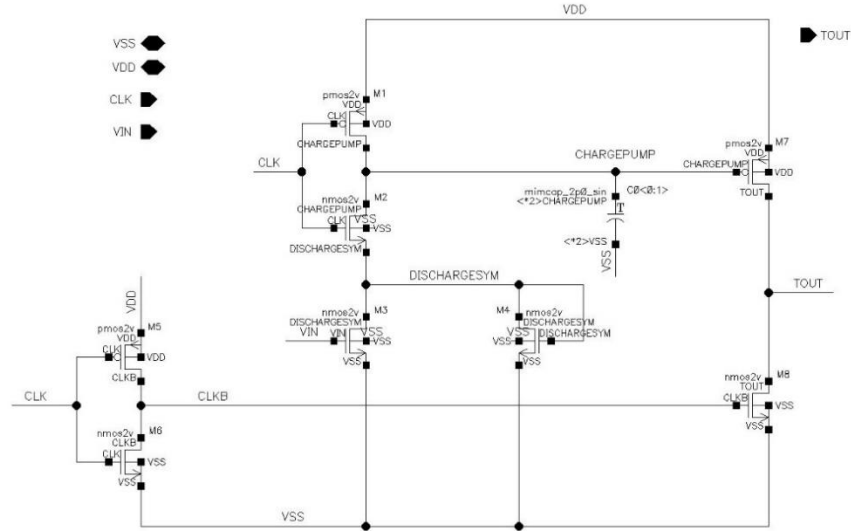 VDD
VSS
VDD
CLK
VIN
TOUT
M1
pmos2v
VDD
CLK
VDD
CHARGEPUMP
CLK
CHARGEPUMP
nmos2v
M2
CHARGEPUMP
VSS
CLK
VSS
DISCHARGESYM
mimcap_2p0_sin
C0<0:1>
<*2>CHARGEPUMP
T
<*2>VSS
VSS
M7
pmos2v
VDD
CHARGEPUMP
VDD
TOUT
DISCHARGESYM
TOUT
nmos2v
M3
DISCHARGESYM
VIN
VIN
VSS
VSS
VSS
M4
nmos2v
DISCHARGESYM
VSS
VSS
DISCHARGESYM
VSS
VDD
M5
pmos2v
VDD
CLK
VDD
CLKB
CLK
CLKB
nmos2v
M6
CLKB
CLK
VSS
VSS
nmos2v
M8
TOUT
CLKB
VSS
VSS
VSS